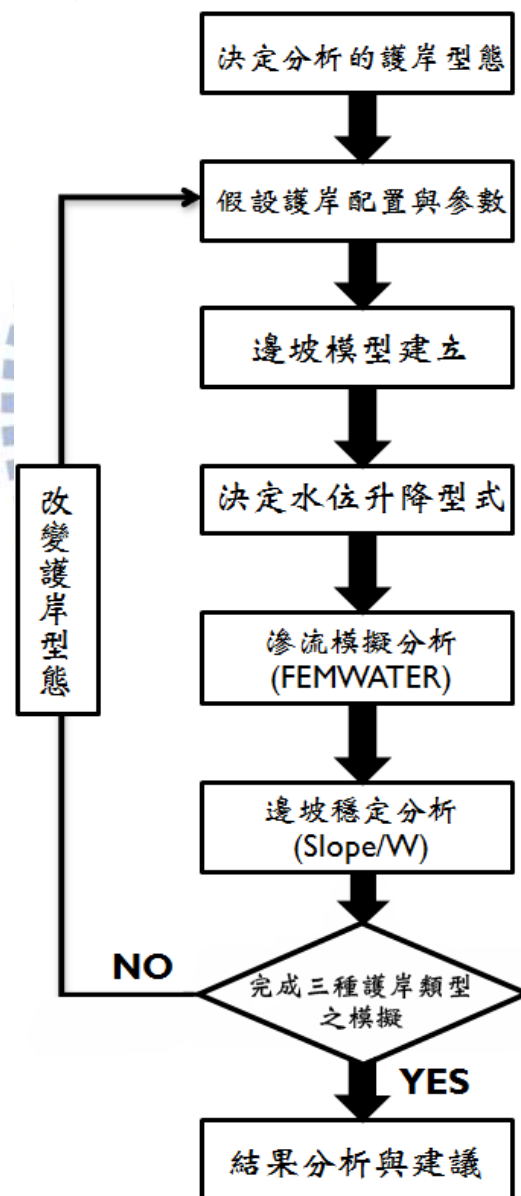 決定分析的護岸型態
假設護岸配置與參數
邊坡模型建立
決定水位升降型式
滲流模擬分析
(FEMWATER)
邊坡穩定分析
(Slope/W)
完成三種護岸類型
之模擬
NO
改變護岸型態
YES
結果分析與建議